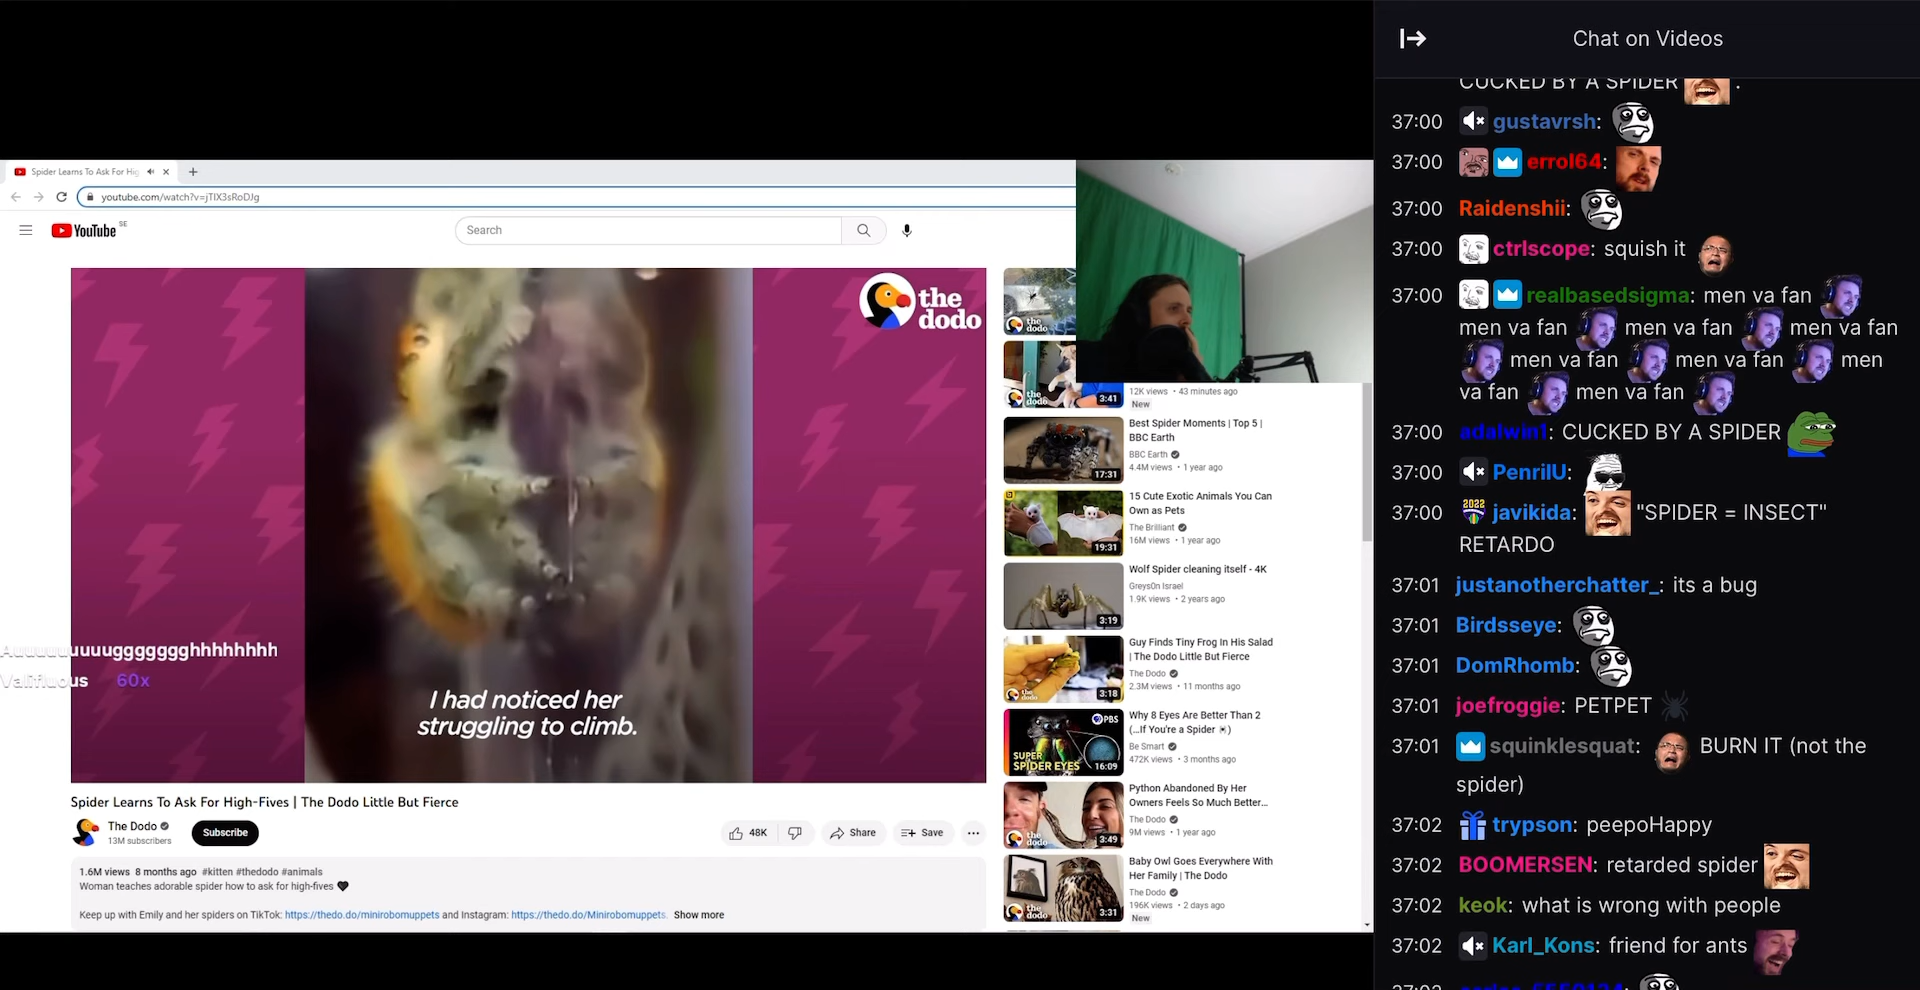 Spider Learns To Ask For Hig
youtube.com/watch?v=jTIX3sRoDJg
YouTube SE
Search
the
dodo
Auuuuuuuuuggggggghhhhhhhh
Valifluous 60x
I had noticed her
struggling to climb.
Spider Learns To Ask For High-Fives | The Dodo Little But Fierce
The Dodo
13M subscribers
Subscribe
48K
Share
Save
1.6M views 8 months ago #kitten #thedodo #animals
Woman teaches adorable spider how to ask for high-fives 🖤
Keep up with Emily and her spiders on TikTok: https://thedo.do/minirobomuppets and Instagram: https://thedo.do/Minirobomuppets. Show more
the
dodo
the
dodo
3:41
12K views • 43 minutes ago
New
17:31
Best Spider Moments | Top 5 |
BBC Earth
BBC Earth
4.4M views • 1 year ago
19:31
15 Cute Exotic Animals You Can
Own as Pets
The Brilliant
16M views • 1 year ago
3:19
Wolf Spider cleaning itself - 4K
Greys0n Israel
1.9K views • 2 years ago
the
dodo
3:18
Guy Finds Tiny Frog In His Salad
| The Dodo Little But Fierce
The Dodo
2.3M views • 11 months ago
PBS
SUPER
SPIDER EYES
16:09
Why 8 Eyes Are Better Than 2
(...If You're a Spider 🕷)
Be Smart
472K views • 3 months ago
the
dodo
3:49
Python Abandoned By Her
Owners Feels So Much Better...
The Dodo
9M views • 1 year ago
the
dodo
3:31
Baby Owl Goes Everywhere With
Her Family | The Dodo
The Dodo
196K views • 2 days ago
New
Chat on Videos
CUCKED BY A SPIDER .
37:00 gustavrsh:
37:00 errol64:
37:00 Raidenshii:
37:00 ctrlscope: squish it
37:00 realbasedsigma: men va fan
men va fan men va fan men va fan
men va fan men va fan men
va fan men va fan
37:00 adalwin1: CUCKED BY A SPIDER
37:00 PenrilU:
37:00 2022 javikida: "SPIDER = INSECT"
RETARDO
37:01 justanotherchatter_: its a bug
37:01 Birdsseye:
37:01 DomRhomb:
37:01 joefroggie: PETPET 🕷
37:01 squinklesquat: BURN IT (not the
spider)
37:02 trypson: peepoHappy
37:02 BOOMERSEN: retarded spider
37:02 keok: what is wrong with people
37:02 Karl_Kons: friend for ants